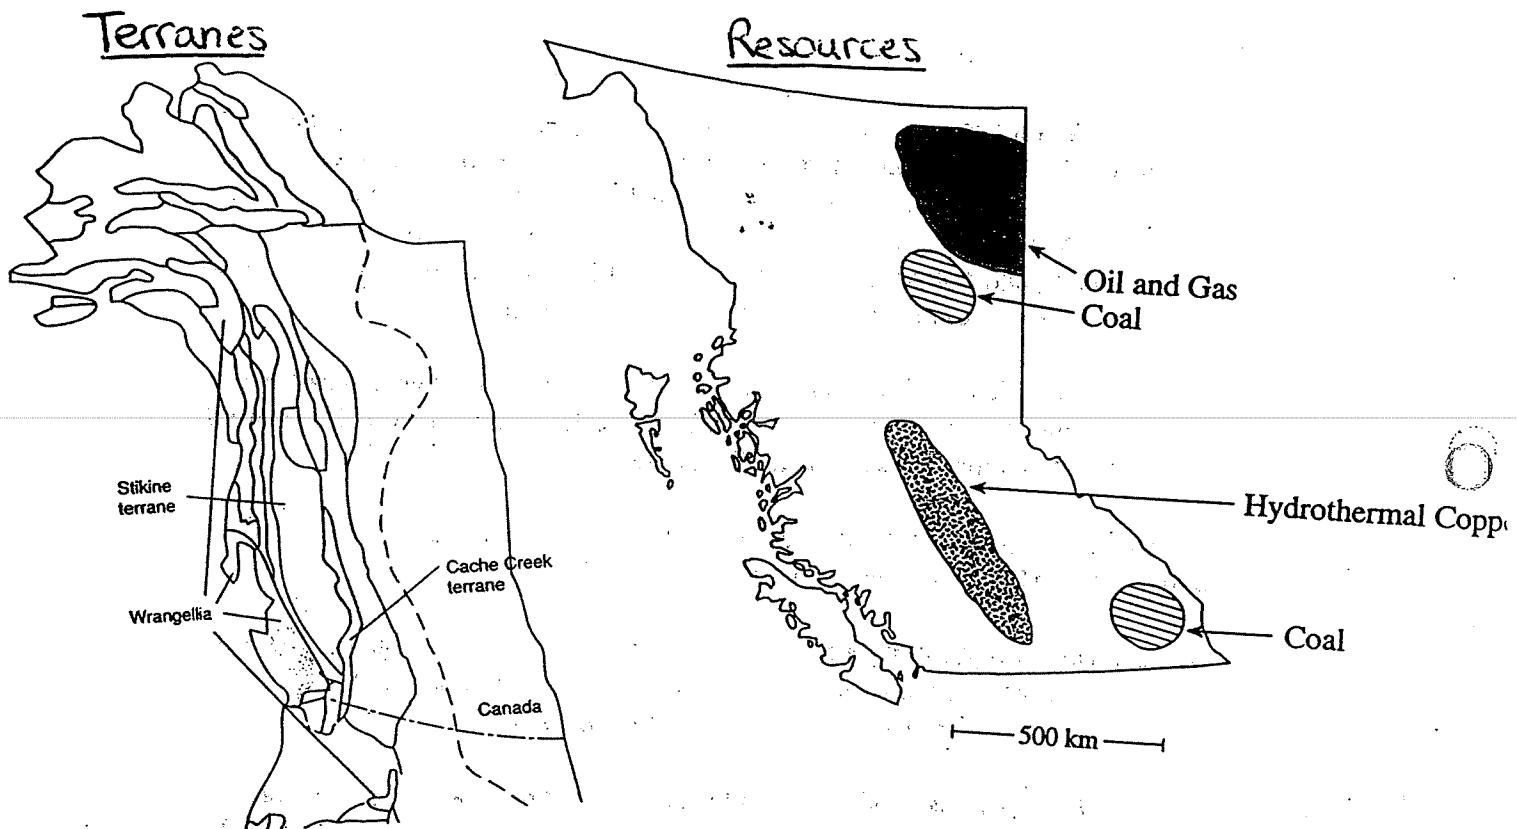 Terranes
Resources
Oil and Gas
Coal
Stikine
terrane
Hydrothermal Copp
Cache Creek
terrane
Wrangellia
Coal
Canada
500 km